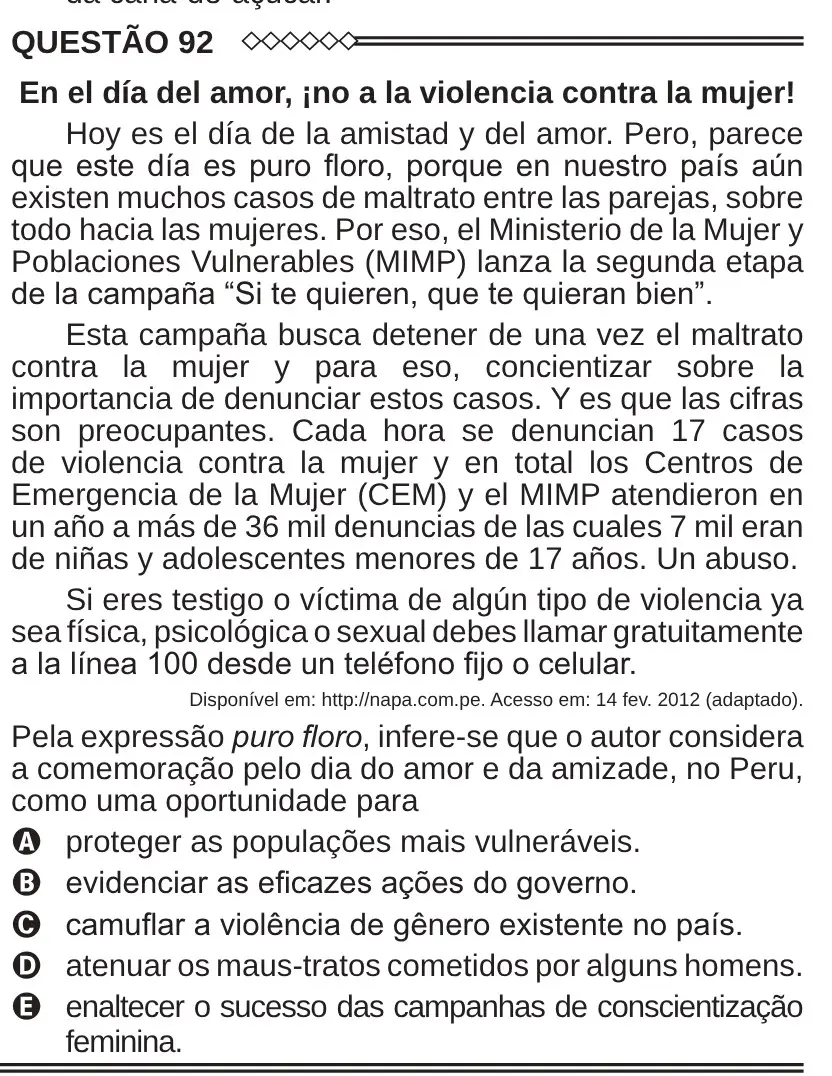 QUESTÃO 92
En el día del amor, ¡no a la violencia contra la mujer!
Hoy es el día de la amistad y del amor. Pero, parece
que este día es puro floro, porque en nuestro país aún
existen muchos casos de maltrato entre las parejas, sobre
todo hacia las mujeres. Por eso, el Ministerio de la Mujer y
Poblaciones Vulnerables (MIMP) lanza la segunda etapa
de la campaña “Si te quieren, que te quieran bien”.
Esta campaña busca detener de una vez el maltrato
contra la mujer y para eso, concientizar sobre la
importancia de denunciar estos casos. Y es que las cifras
son preocupantes. Cada hora se denuncian 17 casos
de violencia contra la mujer y en total los Centros de
Emergencia de la Mujer (CEM) y el MIMP atendieron en
un año a más de 36 mil denuncias de las cuales 7 mil eran
de niñas y adolescentes menores de 17 años. Un abuso.
Si eres testigo o víctima de algún tipo de violencia ya
sea física, psicológica o sexual debes llamar gratuitamente
a la línea 100 desde un teléfono fijo o celular.
Disponível em: http://napa.com.pe. Acesso em: 14 fev. 2012 (adaptado).
Pela expressão puro floro, infere-se que o autor considera
a comemoração pelo dia do amor e da amizade, no Peru,
como uma oportunidade para
A proteger as populações mais vulneráveis.
B evidenciar as eficazes ações do governo.
C camuflar a violência de gênero existente no país.
D atenuar os maus-tratos cometidos por alguns homens.
E enaltecer o sucesso das campanhas de conscientização
feminina.